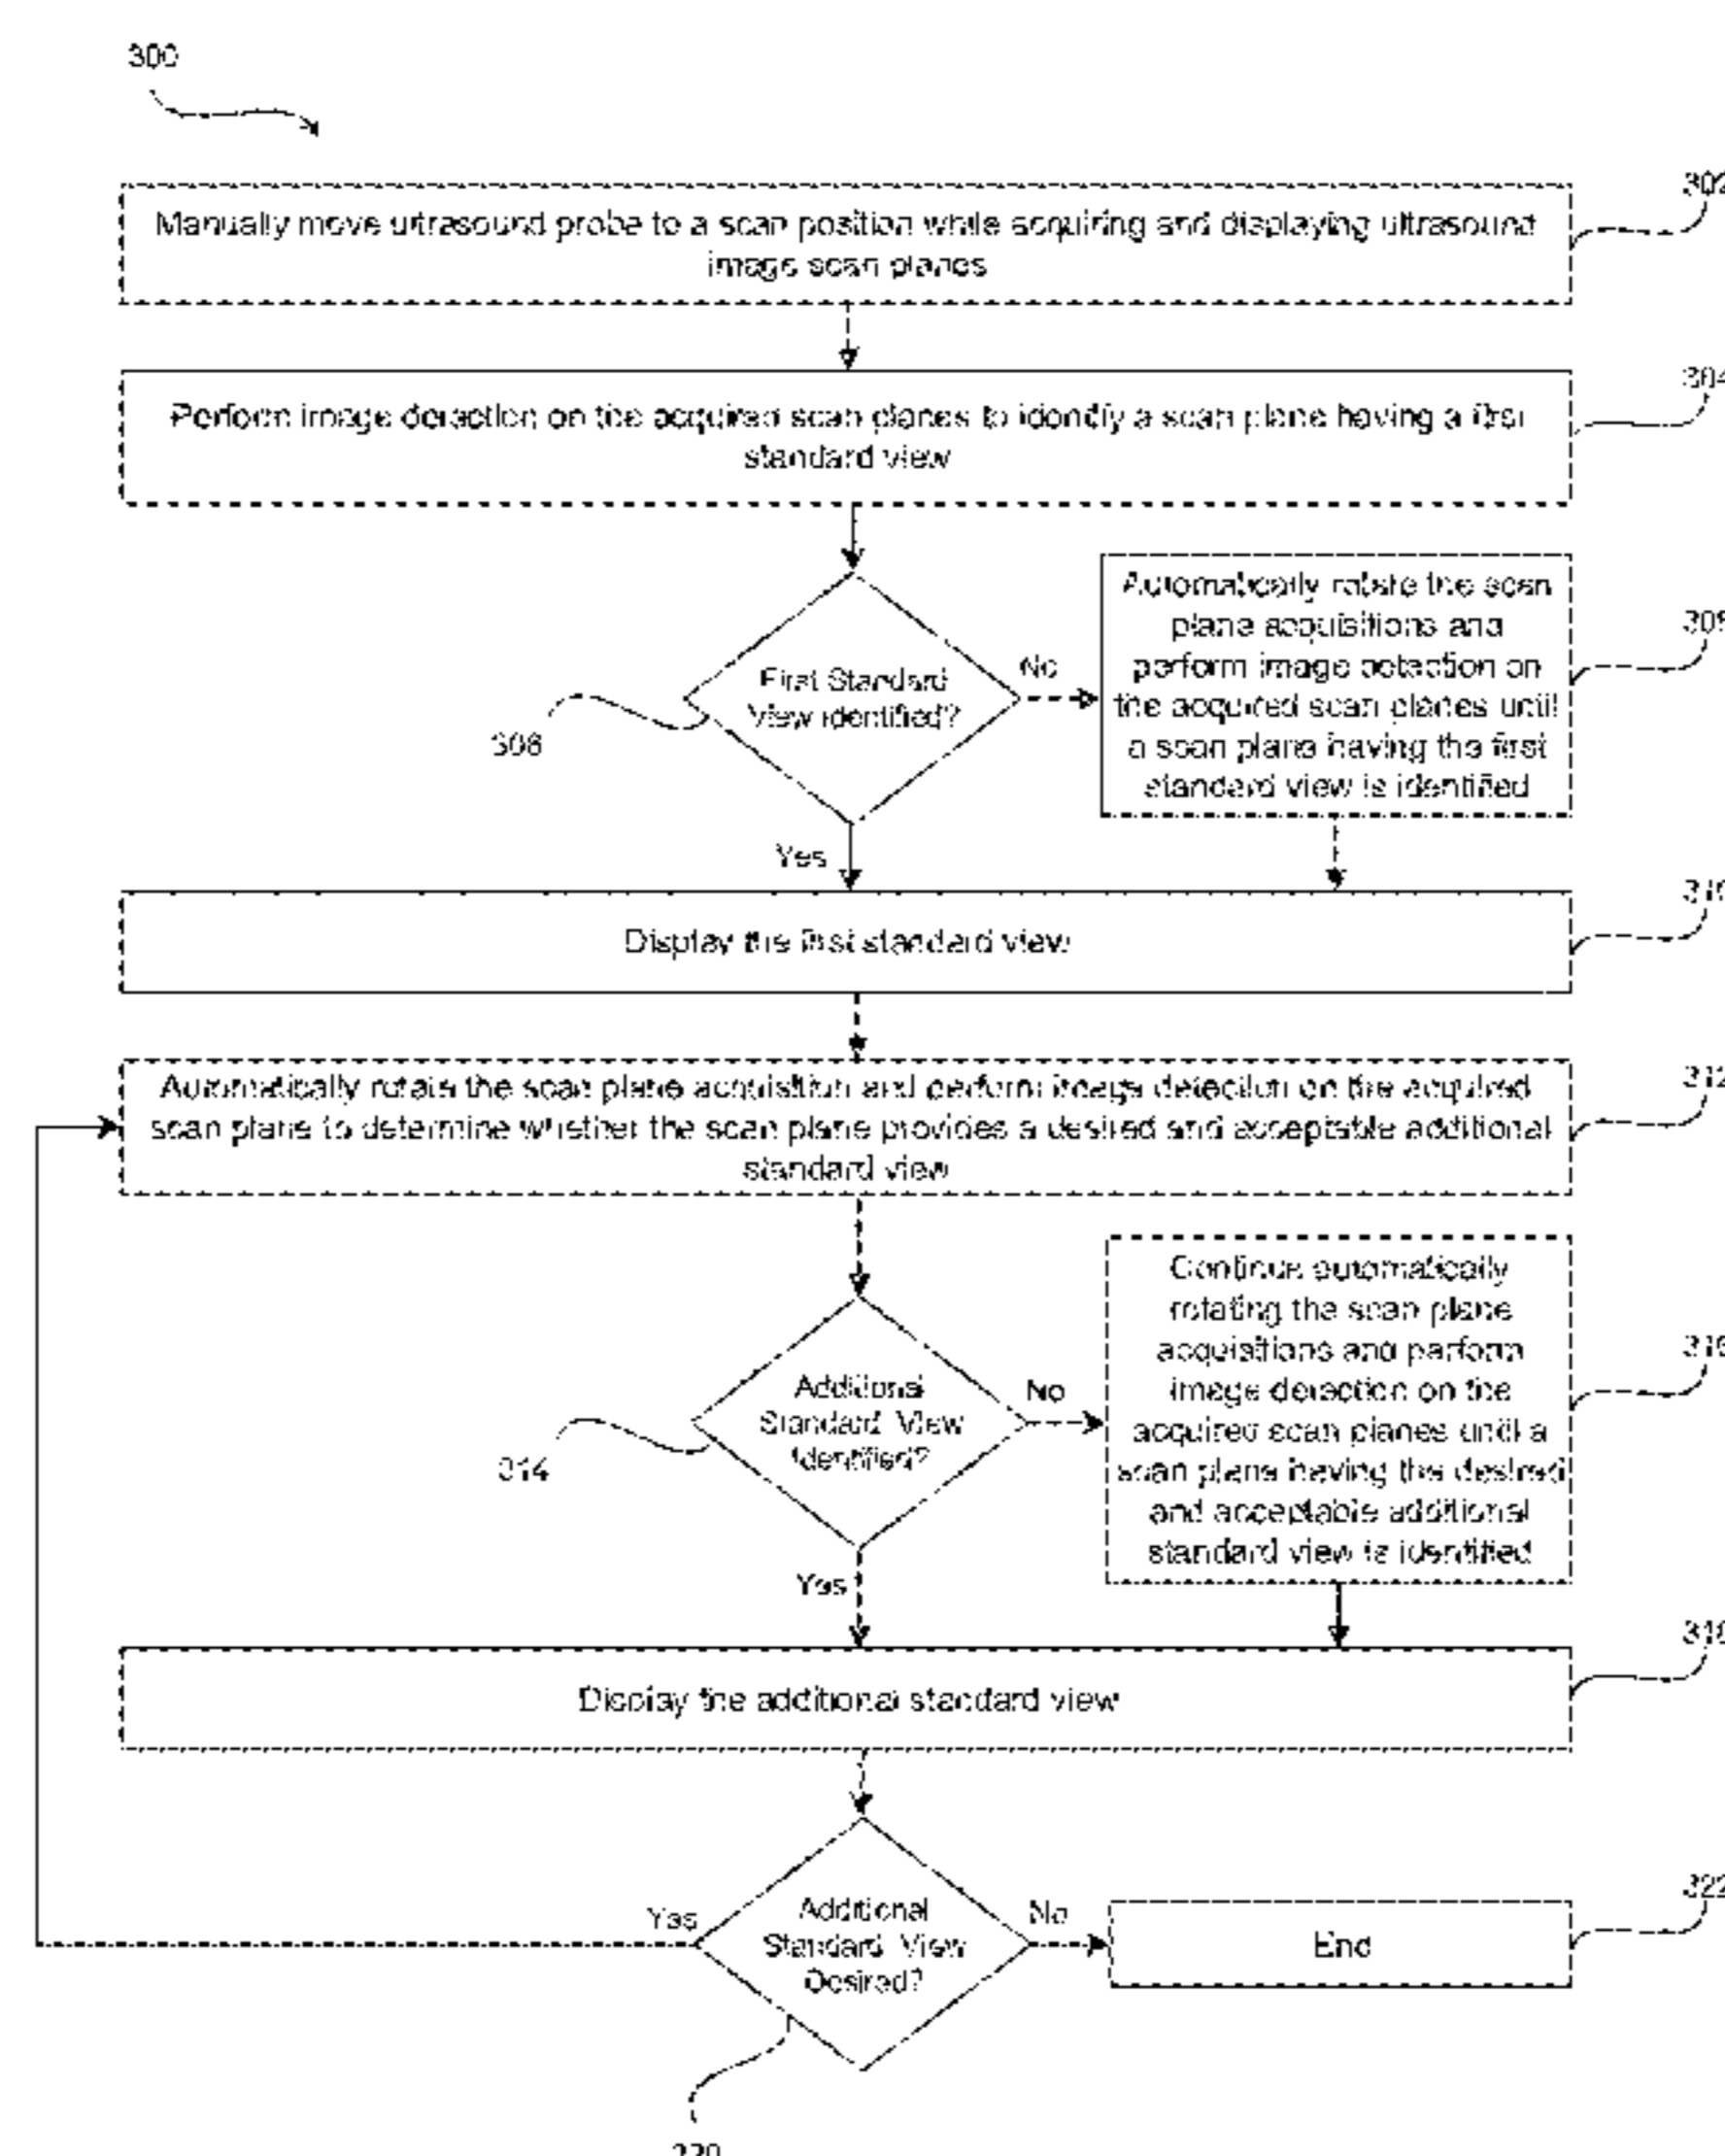 300
302
Manually move ultrasound probe to a scan position while acquiring and displaying ultrasound
image scan planes
304
Perform image detection on the acquired scan planes to identify a scan plane having a first
standard view
First Standard
View Identified?
No
Automatically rotate the scan
plane acquisitions and
perform image detection on
the acquired scan planes until
a scan plane having the first
standard view is identified
Yes
310
Display the first standard view
312
Automatically rotate the scan plane acquisition and perform image detection on the acquired
scan plane to determine whether the scan plane provides a desired and acceptable additional
standard view
Additional
Standard View
Identified?
314
No
Continue automatically
rotating the scan plane
acquisitions and perform
image detection on the
acquired scan planes until a
scan plane having the desired
and acceptable additional
standard view is identified
Yes
Display the additional standard view
Additional
Standard View
Desired?
Yes
No
End
322